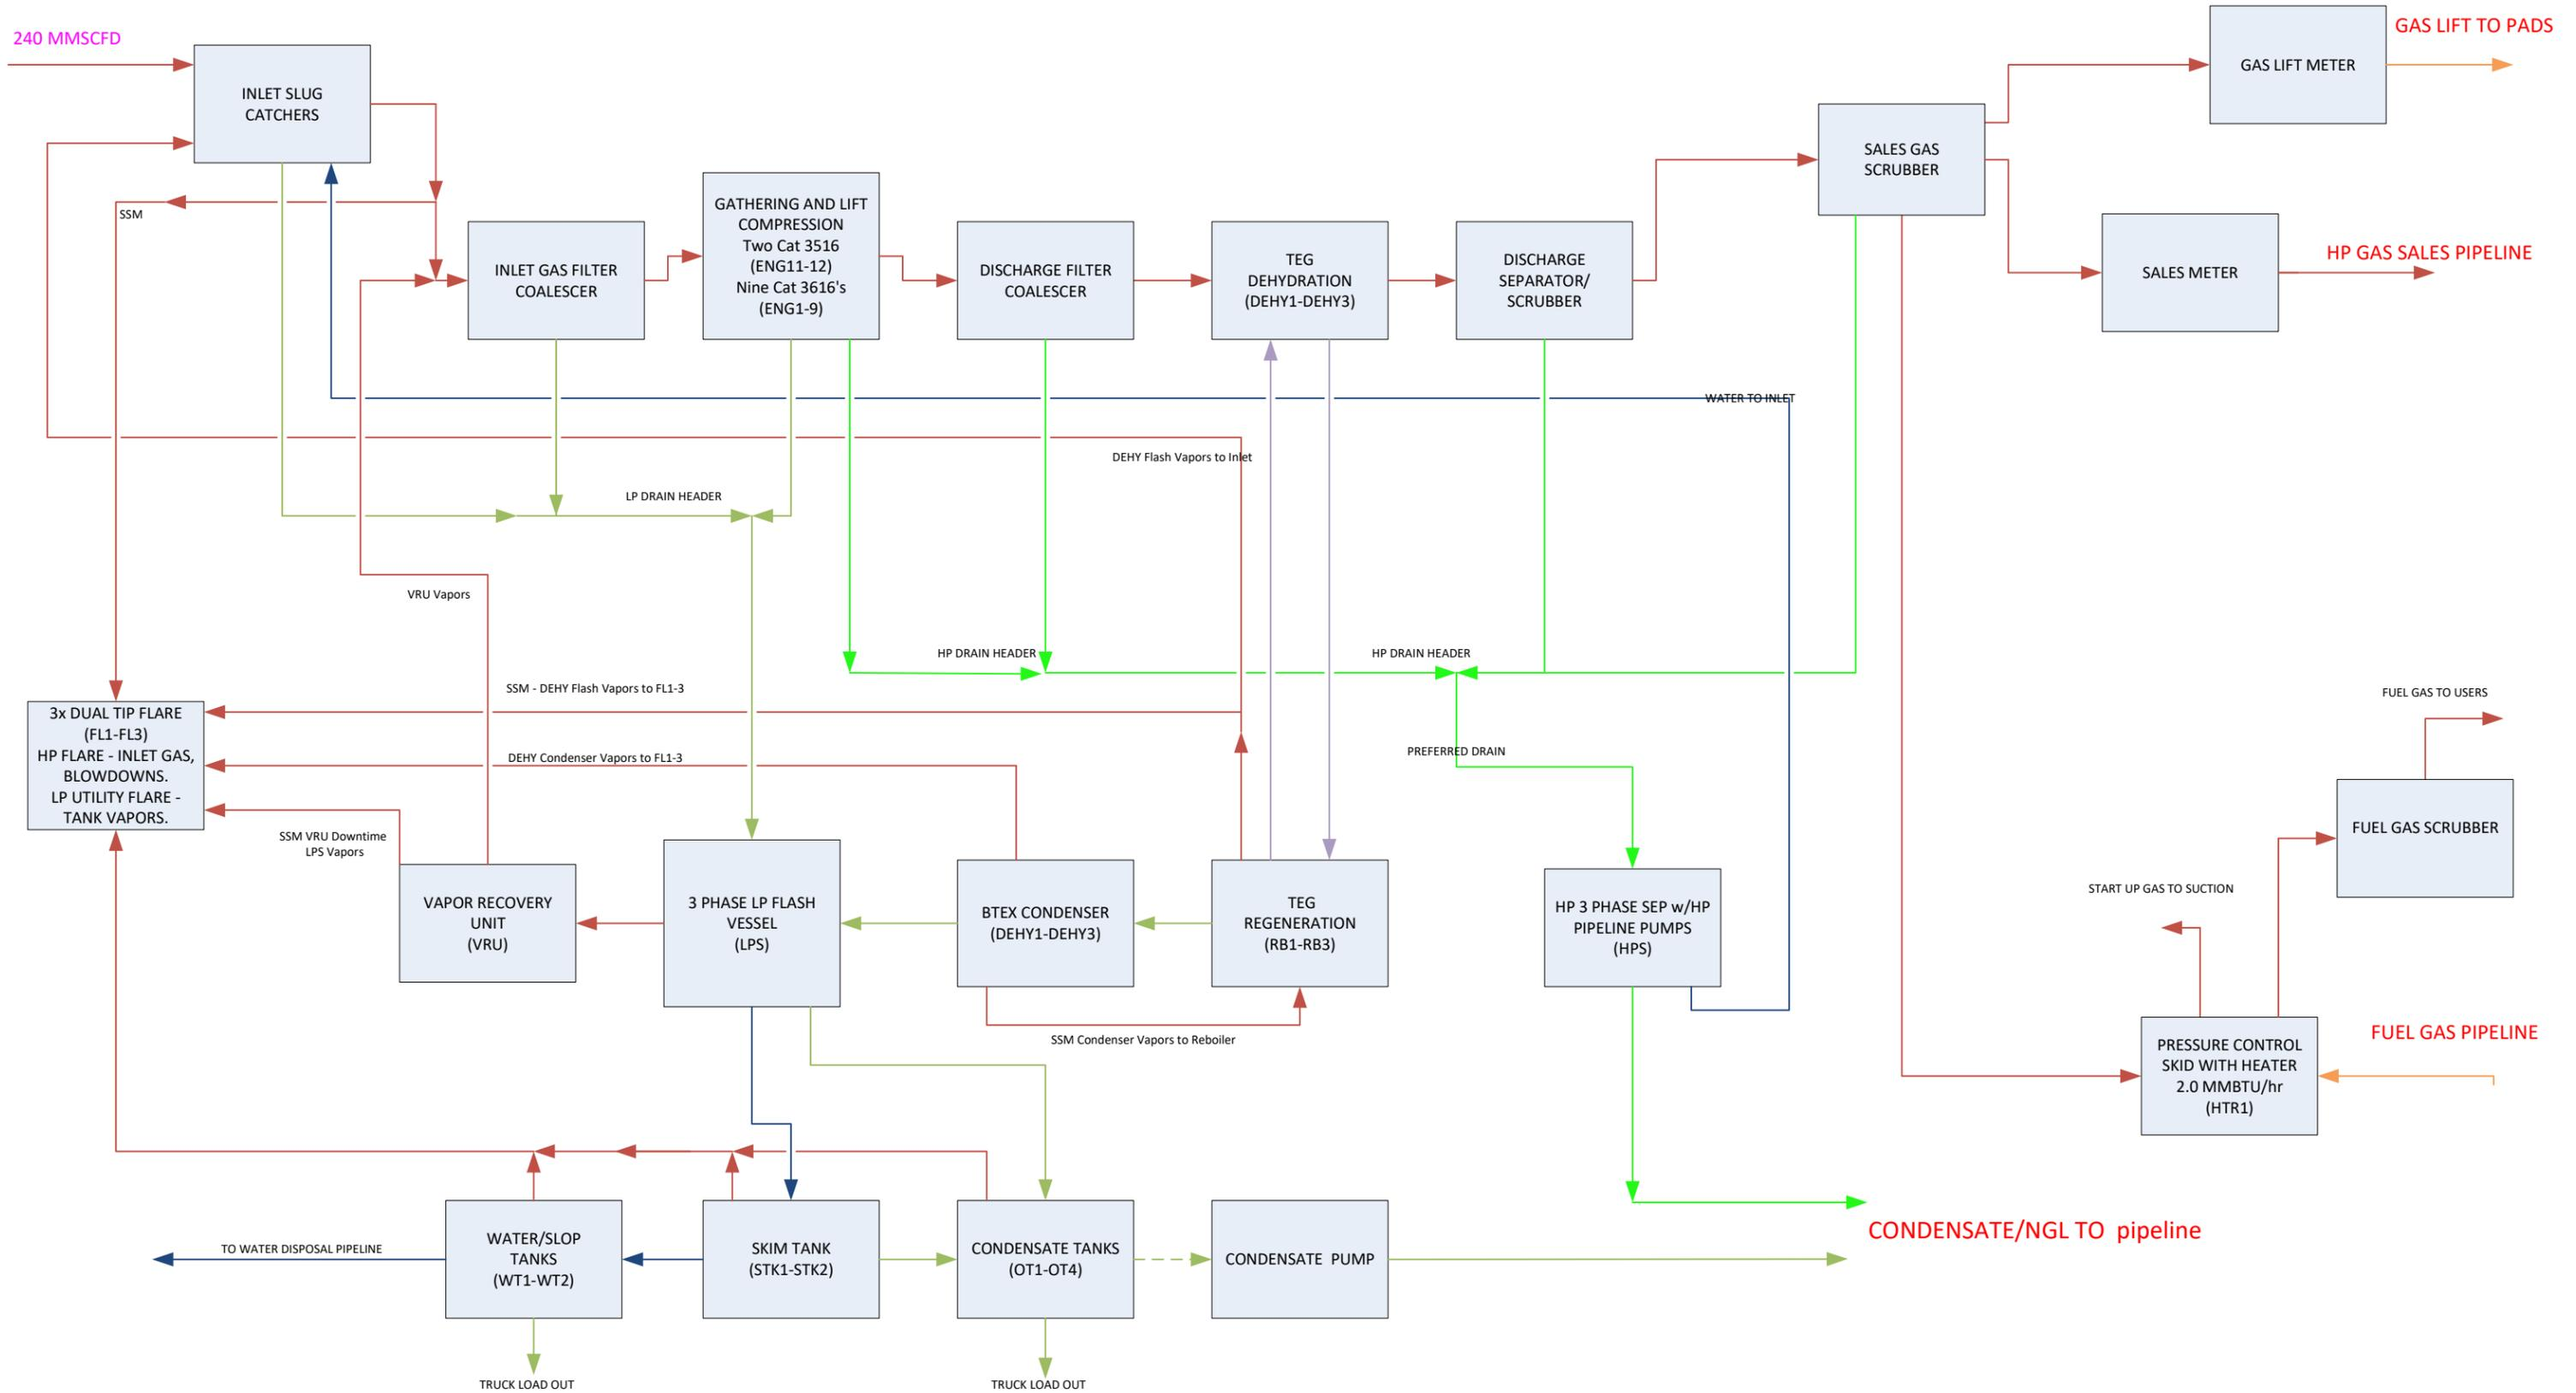 240 MMSCFD
GAS LIFT TO PADS
INLET SLUG
CATCHERS
GAS LIFT METER
SALES GAS
SCRUBBER
SSM
GATHERING AND LIFT
COMPRESSION
Two Cat 3516
(ENG11-12)
Nine Cat 3616's
(ENG1-9)
INLET GAS FILTER
COALESCER
DISCHARGE FILTER
COALESCER
TEG
DEHYDRATION
(DEHY1-DEHY3)
DISCHARGE
SEPARATOR/
SCRUBBER
SALES METER
HP GAS SALES PIPELINE
WATER TO INLET
DEHY Flash Vapors to Inlet
LP DRAIN HEADER
VRU Vapors
HP DRAIN HEADER
HP DRAIN HEADER
SSM - DEHY Flash Vapors to FL1-3
FUEL GAS TO USERS
3x DUAL TIP FLARE
(FL1-FL3)
HP FLARE - INLET GAS,
BLOWDOWNS.
LP UTILITY FLARE -
TANK VAPORS.
DEHY Condenser Vapors to FL1-3
PREFERRED DRAIN
SSM VRU Downtime
LPS Vapors
FUEL GAS SCRUBBER
VAPOR RECOVERY
UNIT
(VRU)
3 PHASE LP FLASH
VESSEL
(LPS)
BTEX CONDENSER
(DEHY1-DEHY3)
TEG
REGENERATION
(RB1-RB3)
HP 3 PHASE SEP w/HP
PIPELINE PUMPS
(HPS)
START UP GAS TO SUCTION
SSM Condenser Vapors to Reboiler
FUEL GAS PIPELINE
PRESSURE CONTROL
SKID WITH HEATER
2.0 MMBTU/hr
(HTR1)
TO WATER DISPOSAL PIPELINE
WATER/SLOP
TANKS
(WT1-WT2)
SKIM TANK
(STK1-STK2)
CONDENSATE TANKS
(OT1-OT4)
CONDENSATE PUMP
CONDENSATE/NGL TO pipeline
TRUCK LOAD OUT
TRUCK LOAD OUT